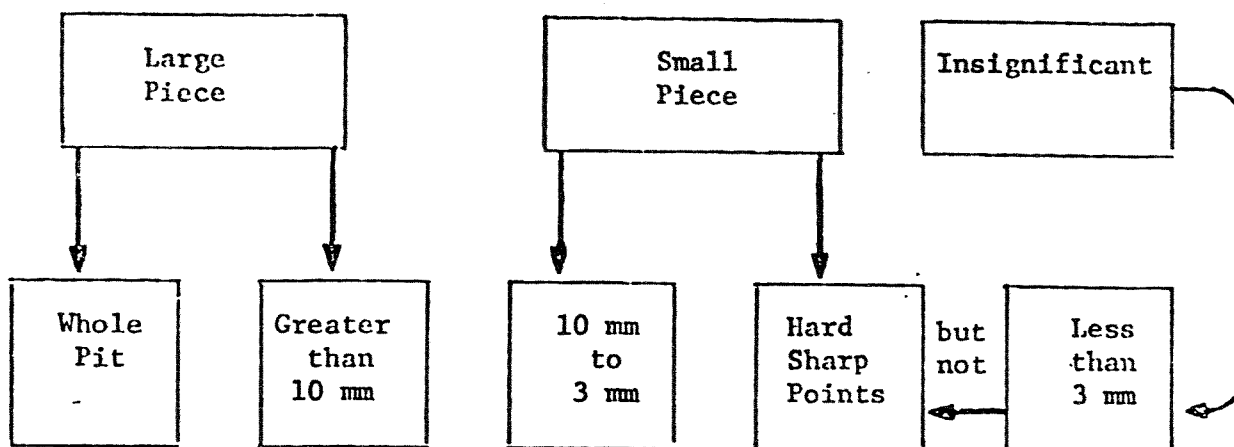 Large
Piece
Small
Piece
Insignificant
Whole
Pit
Greater
than
10 mm
10 mm
to
3 mm
Hard
Sharp
Points
but
not
Less
than
3 mm